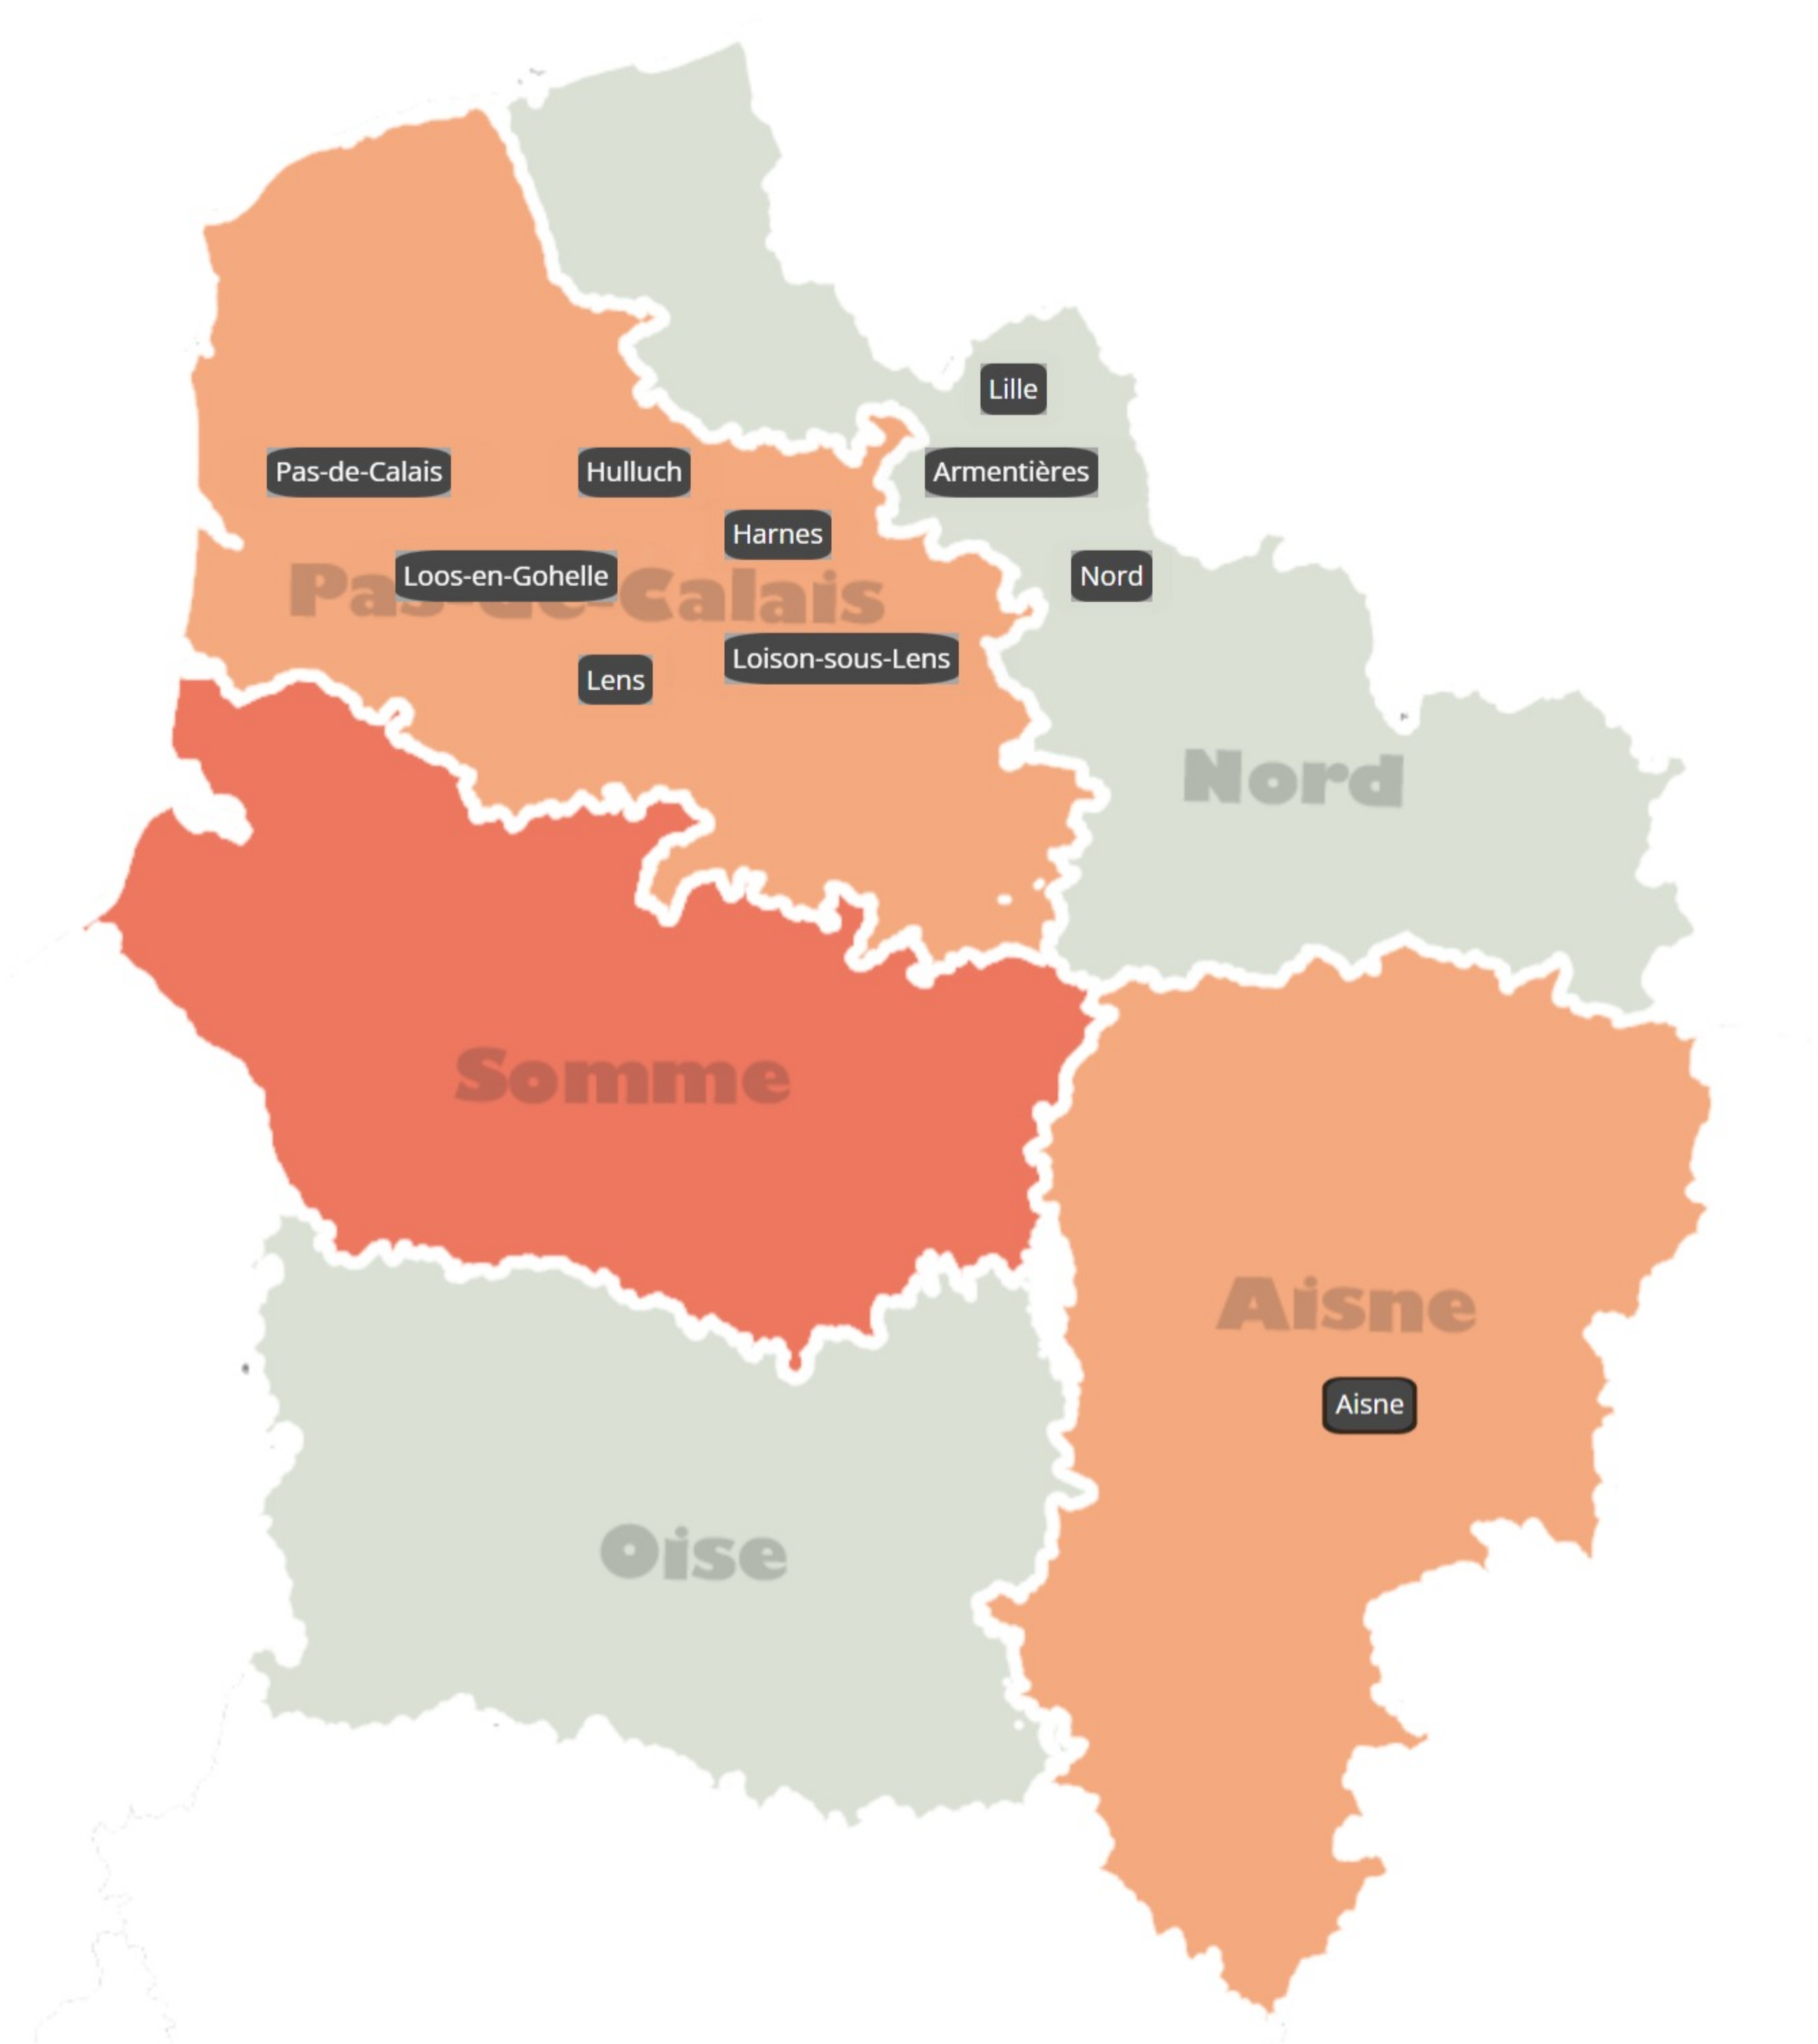 Lille
Pas-de-Calais
Hulluch
Armentières
Harnes
Loos-en-Gohelle
Nord
Pas-de-Calais
Loison-sous-Lens
Lens
Nord
Somme
Aisne
Aisne
Oise